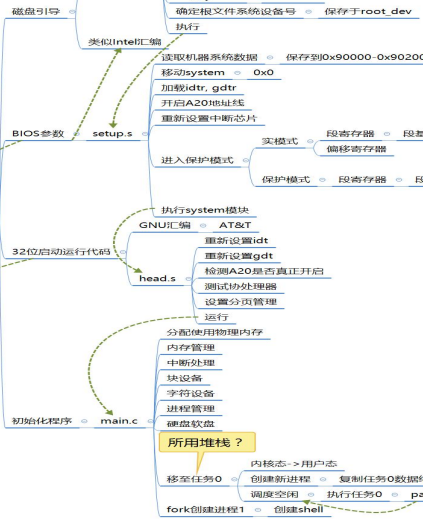 磁盘引导
确定根文件系统设备号 保存于root_dev
执行
类似Intel汇编
读取机器系统数据 保存到0x90000-0x90200
移动system 0x0
加载idtr, gdtr
开启A20地址线
重新设置中断芯片
BIOS参数 setup.s
实模式 段寄存器
偏移寄存器
进入保护模式
保护模式 段寄存器
执行system模块
GNU汇编 AT&T
重新设置idt
32位启动运行代码
重新设置gdt
检测A20是否真正开启
head.s
测试协处理器
设置分页管理
运行
分配使用物理内存
内存管理
中断处理
块设备
字符设备
进程管理
初始化程序 main.c
硬盘软盘
所用堆栈？
内核态->用户态
移至任务0 创建新进程 复制任务0数据
调度空闲 执行任务0 pa
fork创建进程1 创建shell